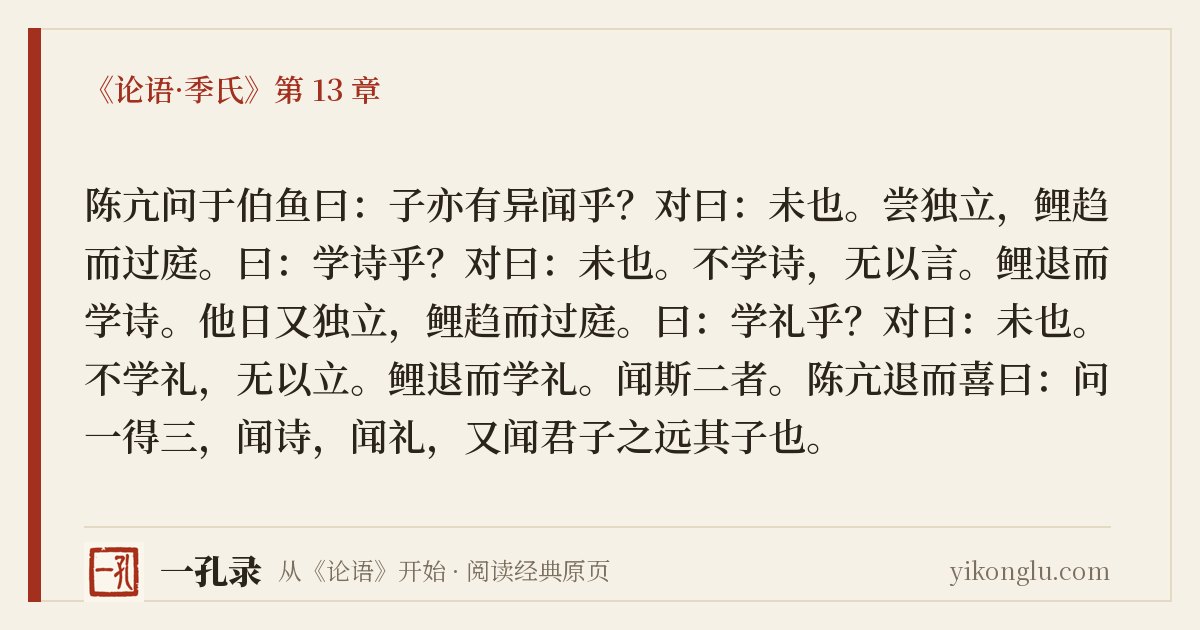 《论语·季氏》第 13 章
陈亢问于伯鱼曰：子亦有异闻乎？对曰：未也。尝独立，鲤趋
而过庭。曰：学诗乎？对曰：未也。不学诗，无以言。鲤退而
学诗。他日又独立，鲤趋而过庭。曰：学礼乎？对曰：未也。
不学礼，无以立。鲤退而学礼。闻斯二者。陈亢退而喜曰：问
一得三，闻诗，闻礼，又闻君子之远其子也。
一孔 一孔录 从《论语》开始 · 阅读经典原页 yikonglu.com